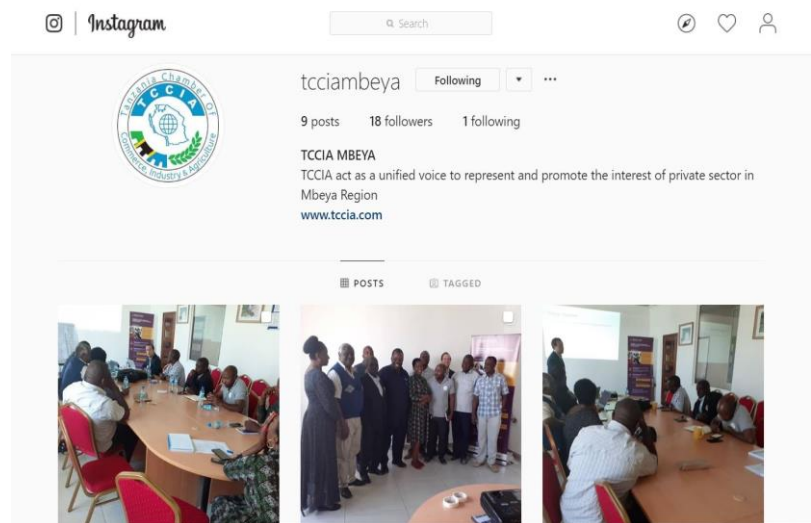 Instagram
Search
tcciambeya Following
9 posts 18 followers 1 following
TCCIA MBEYA
TCCIA act as a unified voice to represent and promote the interest of private sector in
Mbeya Region
www.tccia.com
Tanzania Chamber Of
TCCIA
Commerce, Industry & Agriculture
POSTS TAGGED